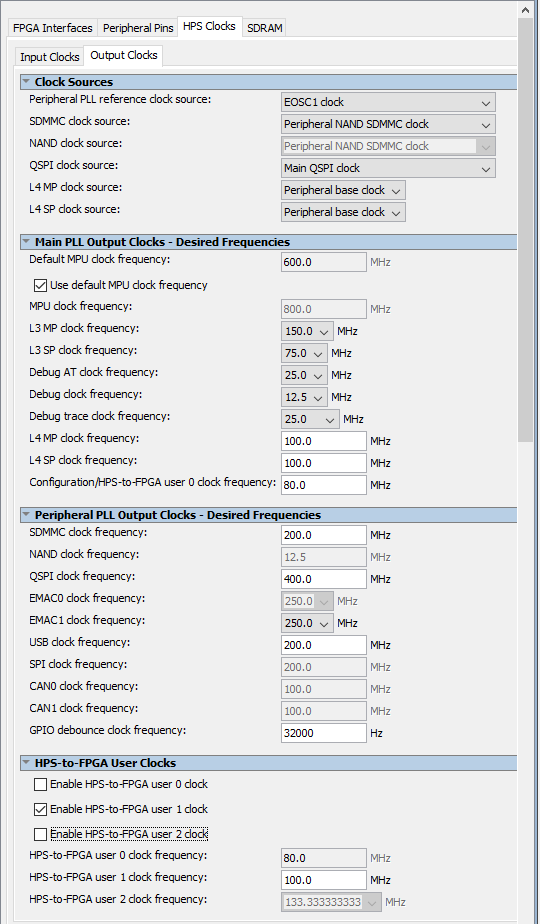 FPGA Interfaces Peripheral Pins HPS Clocks SDRAM
Input Clocks Output Clocks
Clock Sources
Peripheral PLL reference clock source: EOSC1 clock
SDMMC clock source: Peripheral NAND SDMMC clock
NAND clock source: Peripheral NAND SDMMC clock
QSPI clock source: Main QSPI clock
L4 MP clock source: Peripheral base clock
L4 SP clock source: Peripheral base clock
Main PLL Output Clocks - Desired Frequencies
Default MPU clock frequency: 600.0 MHz
Use default MPU clock frequency
MPU clock frequency: 800.0 MHz
L3 MP clock frequency: 150.0 MHz
L3 SP clock frequency: 75.0 MHz
Debug AT clock frequency: 25.0 MHz
Debug clock frequency: 12.5 MHz
Debug trace clock frequency: 25.0 MHz
L4 MP clock frequency: 100.0 MHz
L4 SP clock frequency: 100.0 MHz
Configuration/HPS-to-FPGA user 0 clock frequency: 80.0 MHz
Peripheral PLL Output Clocks - Desired Frequencies
SDMMC clock frequency: 200.0 MHz
NAND clock frequency: 12.5 MHz
QSPI clock frequency: 400.0 MHz
EMAC0 clock frequency: 250.0 MHz
EMAC1 clock frequency: 250.0 MHz
USB clock frequency: 200.0 MHz
SPI clock frequency: 200.0 MHz
CAN0 clock frequency: 100.0 MHz
CAN1 clock frequency: 100.0 MHz
GPIO debounce clock frequency: 32000 Hz
HPS-to-FPGA User Clocks
Enable HPS-to-FPGA user 0 clock
Enable HPS-to-FPGA user 1 clock
Enable HPS-to-FPGA user 2 clock
HPS-to-FPGA user 0 clock frequency: 80.0 MHz
HPS-to-FPGA user 1 clock frequency: 100.0 MHz
HPS-to-FPGA user 2 clock frequency: 133.333333333 MHz